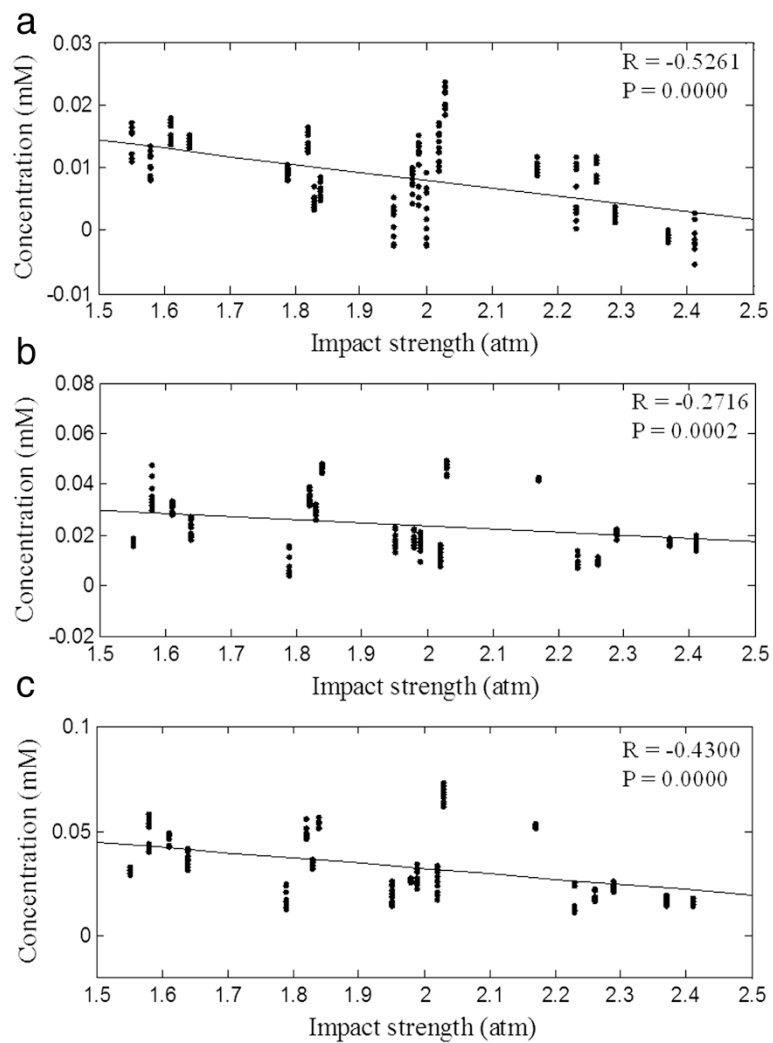 a
0.03
0.02
0.01
0
-0.01
Concentration (mM)
R = -0.5261
P = 0.0000
1.5 1.6 1.7 1.8 1.9 2 2.1 2.2 2.3 2.4 2.5
Impact strength (atm)
b
0.08
0.06
0.04
0.02
0
-0.02
Concentration (mM)
R = -0.2716
P = 0.0002
1.5 1.6 1.7 1.8 1.9 2 2.1 2.2 2.3 2.4 2.5
Impact strength (atm)
c
0.1
0.05
0
Concentration (mM)
R = -0.4300
P = 0.0000
1.5 1.6 1.7 1.8 1.9 2 2.1 2.2 2.3 2.4 2.5
Impact strength (atm)